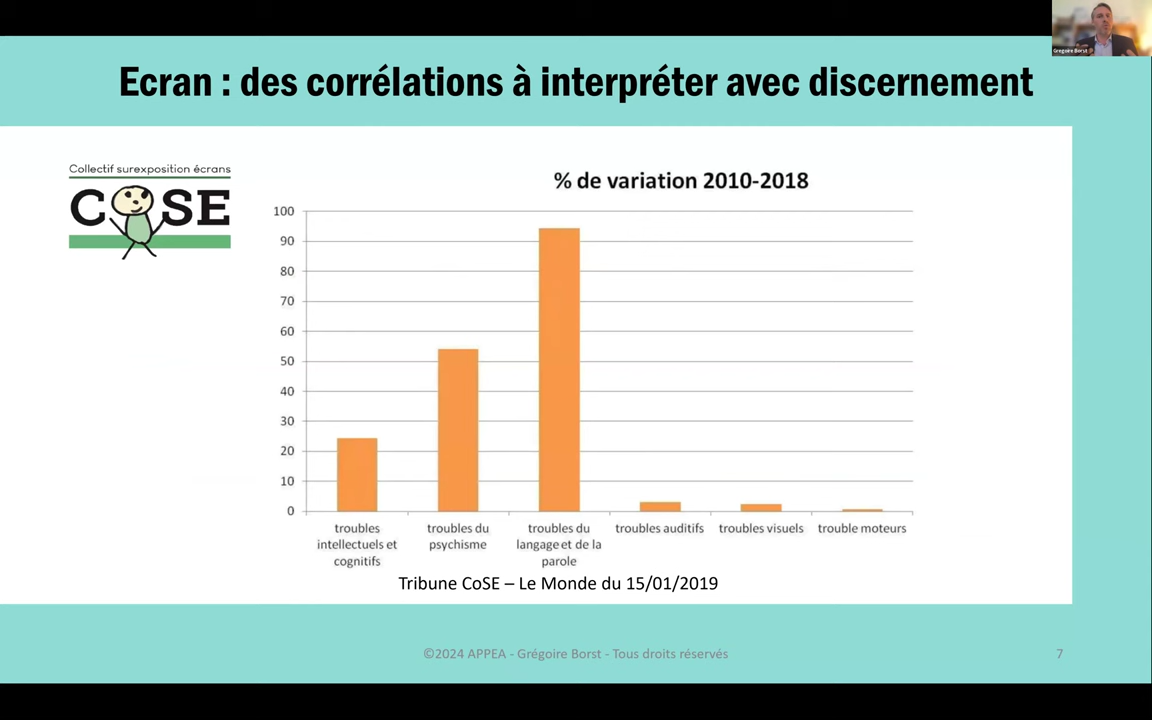 Gregoire Borst
Ecran : des corrélations à interpréter avec discernement
Collectif surexposition écrans
COSE
% de variation 2010-2018
100
90
80
70
60
50
40
30
20
10
0
troubles intellectuels et cognitifs
troubles du psychisme
troubles du langage et de la parole
troubles auditifs
troubles visuels
trouble moteurs
Tribune CoSE – Le Monde du 15/01/2019
©2024 APPEA - Grégoire Borst - Tous droits réservés
7